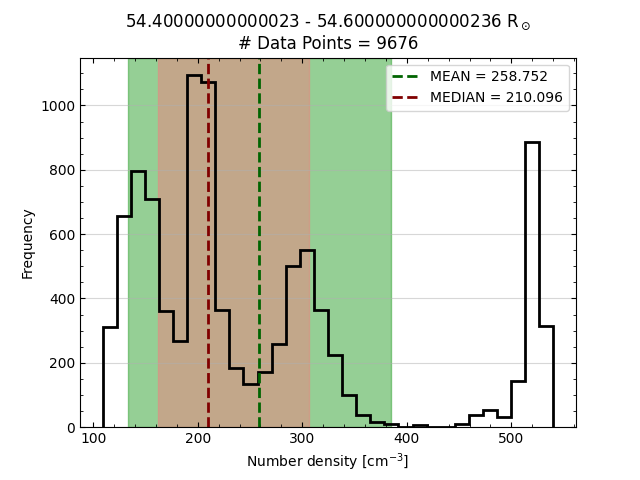 54.40000000000023 - 54.600000000000236 R⊙
# Data Points = 9676
MEAN = 258.752
MEDIAN = 210.096
1000
800
600
400
200
0
Frequency
100
200
300
400
500
Number density [cm⁻³]